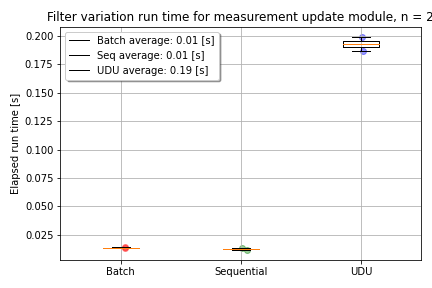 Filter variation run time for measurement update module, n = 2
Batch average: 0.01 [s]
Seq average: 0.01 [s]
UDU average: 0.19 [s]
Elapsed run time [s]
0.200
0.175
0.150
0.125
0.100
0.075
0.050
0.025
Batch
Sequential
UDU